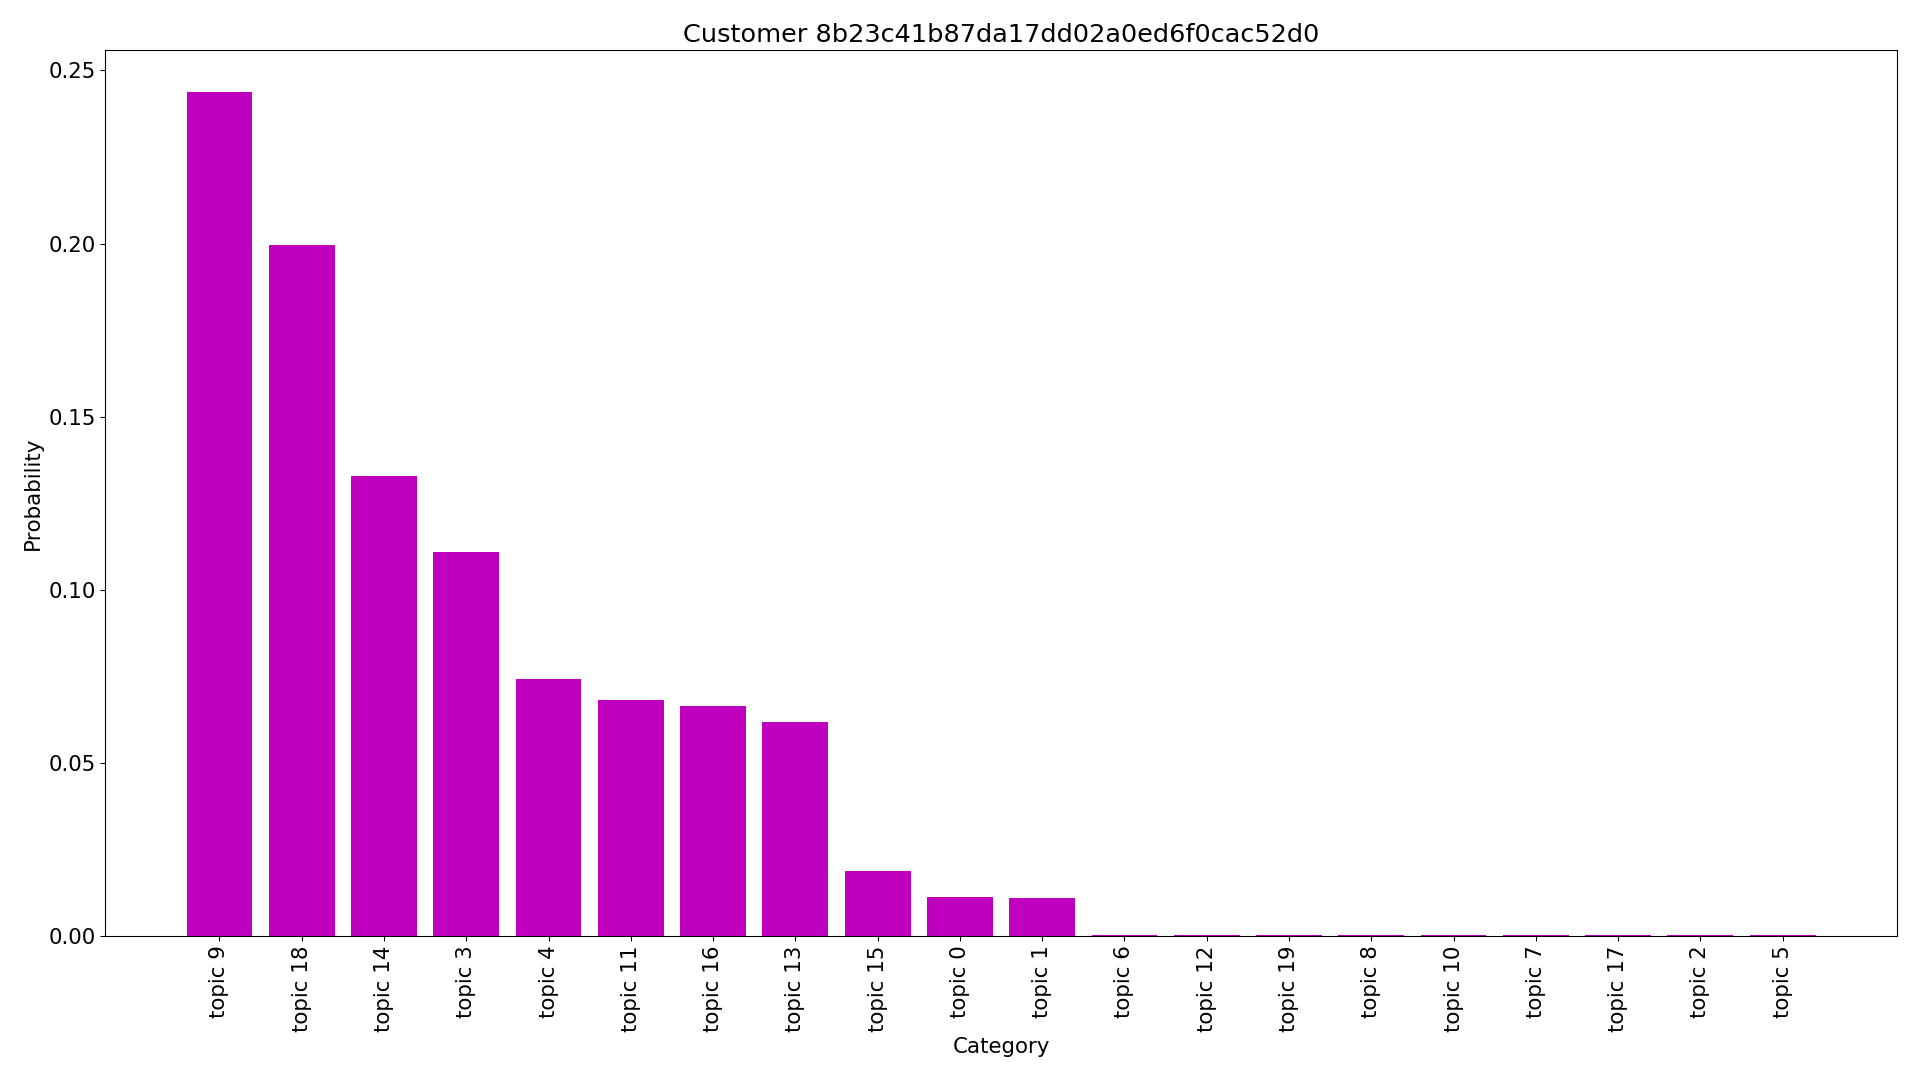 Customer 8b23c41b87da17dd02a0ed6f0cac52d0
0.25
0.20
0.15
0.10
0.05
0.00
Probability
topic 9
topic 18
topic 14
topic 3
topic 4
topic 11
topic 16
topic 13
topic 15
topic 0
topic 1
topic 6
topic 12
topic 19
topic 8
topic 10
topic 7
topic 17
topic 2
topic 5
Category